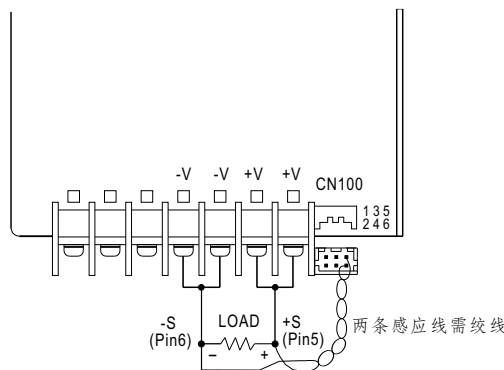 -V -V +V +V
CN100
1 3 5
2 4 6
-S LOAD +S
(Pin6) (Pin5)
两条感应线需绞线
− +